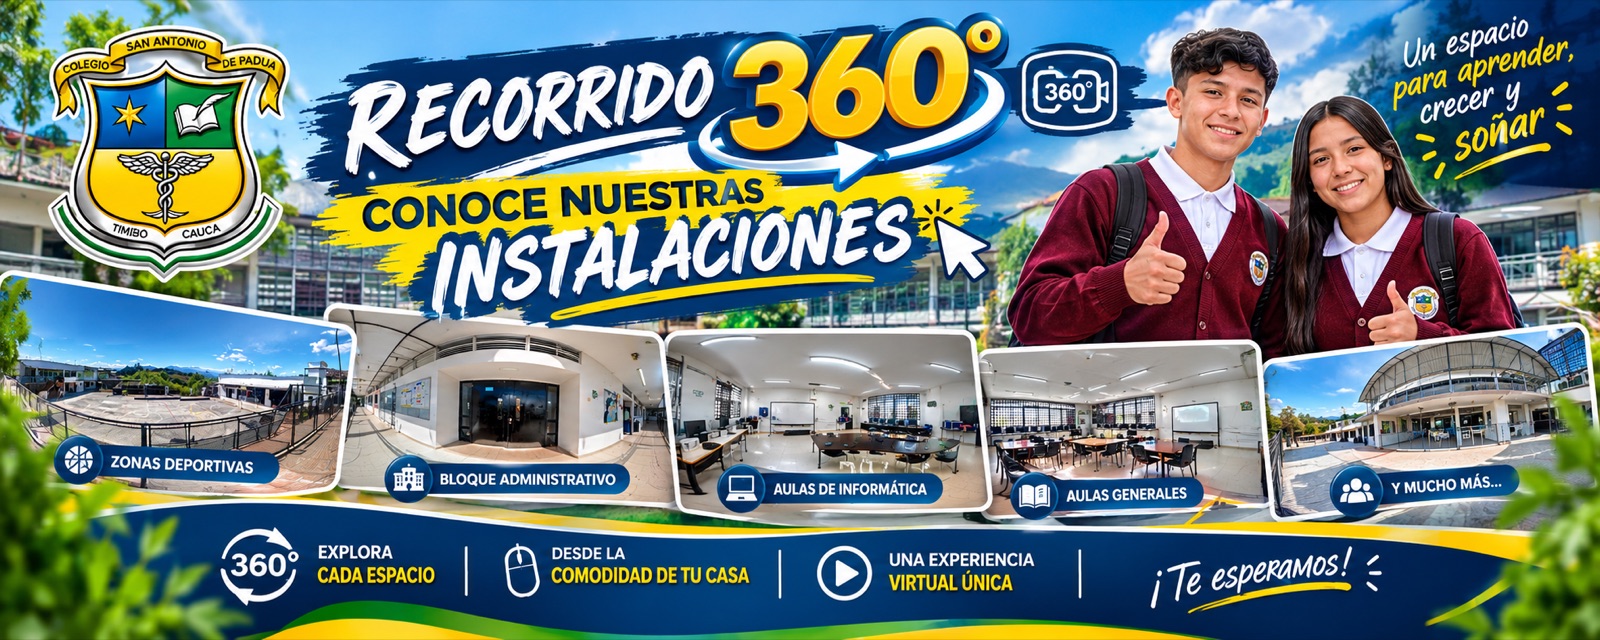 SAN ANTONIO
COLEGIO DE PADUA
TIMBIO CAUCA
RECORRIDO 360°
360°
CONOCE NUESTRAS
INSTALACIONES
Un espacio
para aprender,
crecer y
soñar
ZONAS DEPORTIVAS
BLOQUE ADMINISTRATIVO
AULAS DE INFORMÁTICA
AULAS GENERALES
Y MUCHO MÁS...
360°
EXPLORA
CADA ESPACIO
DESDE LA
COMODIDAD DE TU CASA
UNA EXPERIENCIA
VIRTUAL ÚNICA
¡Te esperamos!